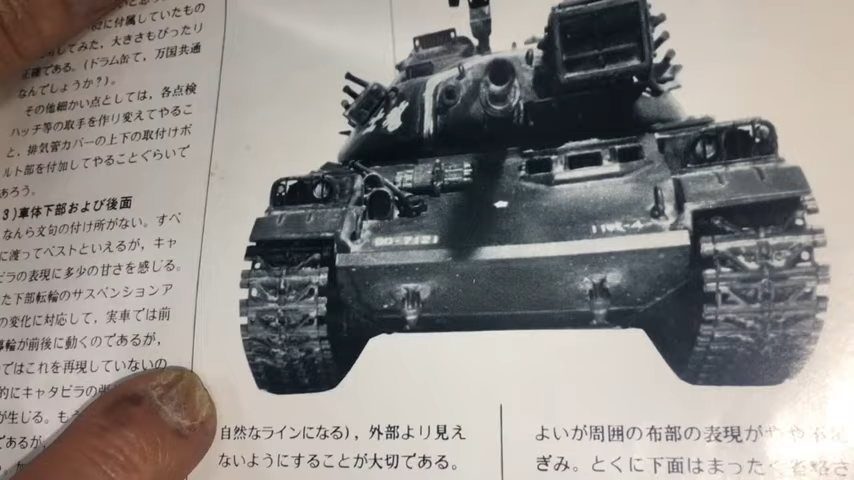 に付属していたもの
してみた，大きさもぴったり
正確である。(ドラム缶て，万国共通
なんでしょうか？)。
その他細かい点としては，各点検
ハッチ等の取手を作り変えてやるこ
と，排気管カバーの上下の取付けボ
ルト部を付加してやることぐらいで
あろう。
3)車体下部および後面
なんら文句の付け所がない。すべ
に渡ってベストといえるが，キャ
ピラの表現に多少の甘さを感じる。
た下部転輪のサスペンションア
の変化に対応して，実車では前
輪が前後に動くのであるが，
ではこれを再現していないの
的にキャタピラの
が生じる。もう
であるが，
自然なラインになる)，外部より見え
ないようにすることが大切である。
よいが周囲の布部の表現がやや
ぎみ。とくに下面はまったく省略さ